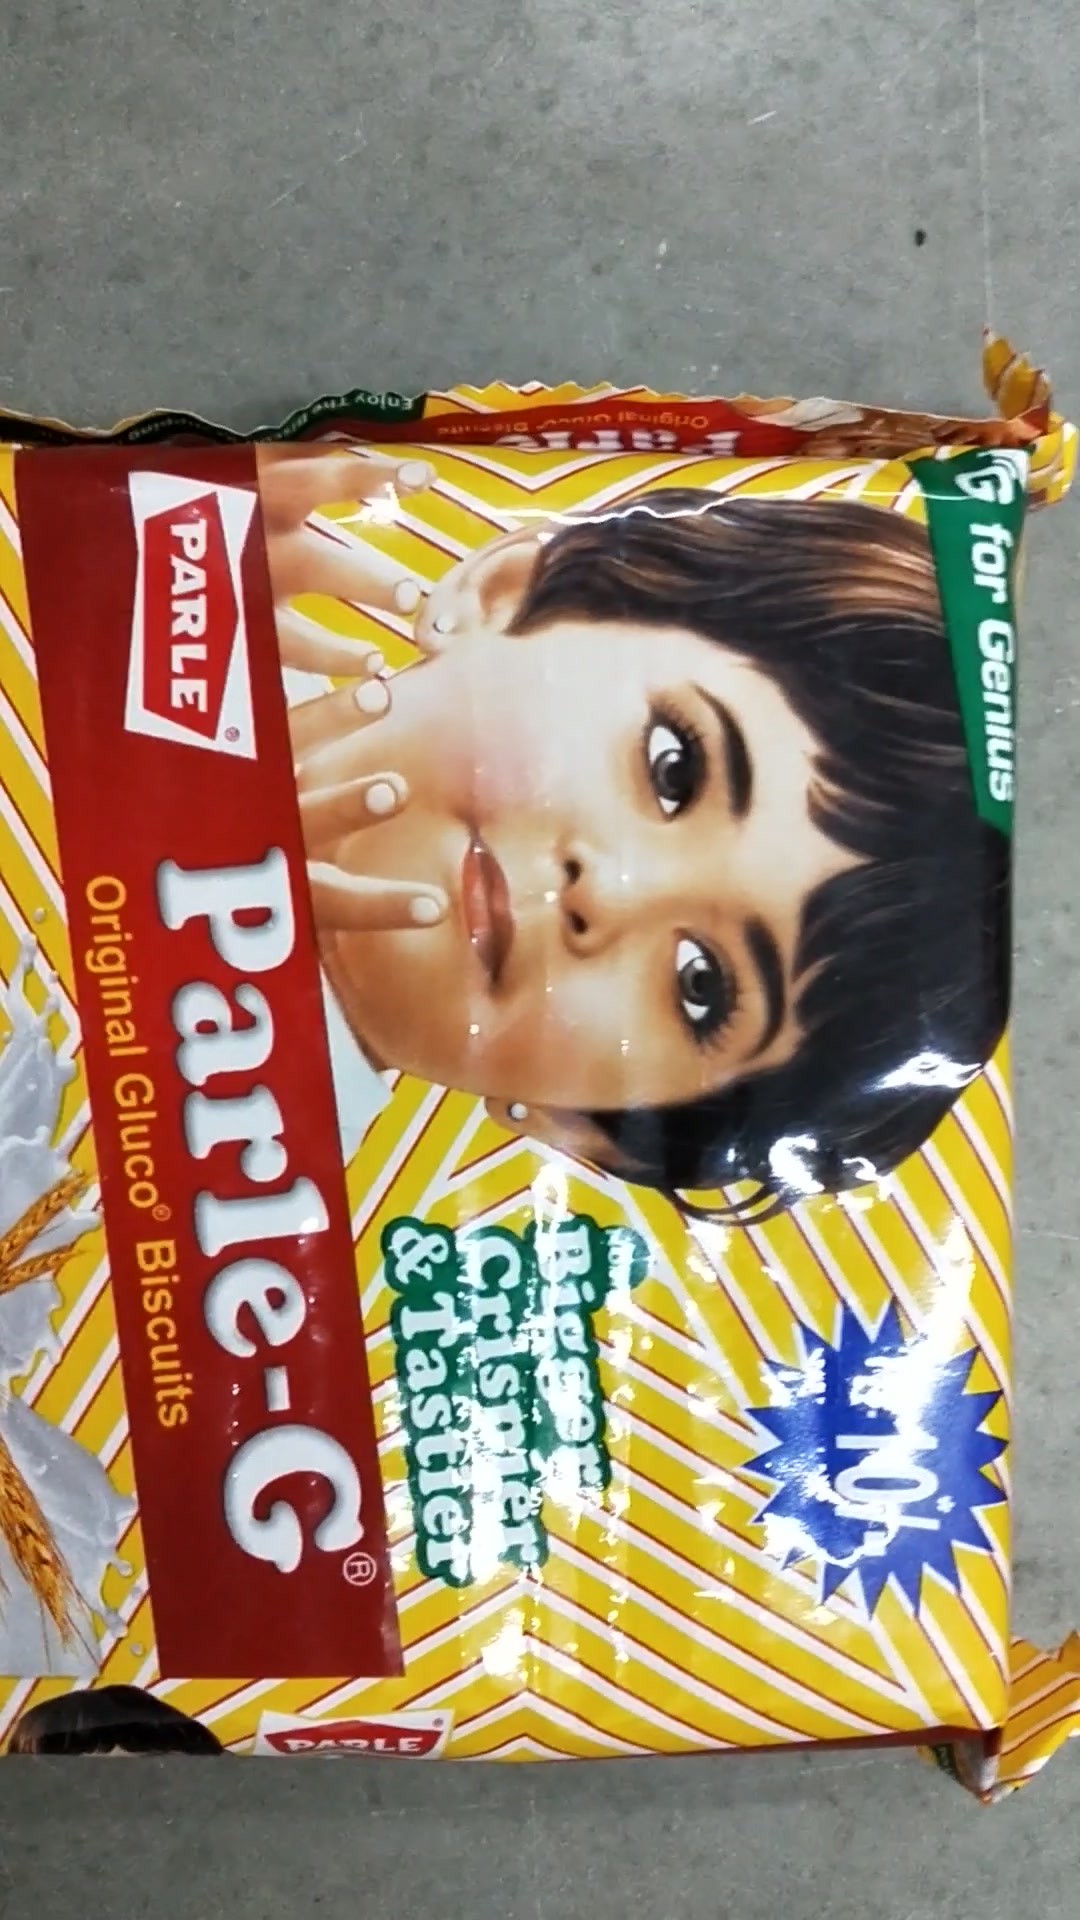 G for Genius
PARLE
Parle-G®
Original Gluco® Biscuits
Bigger
Crispier
& Tastier
10/-*
PARLE
Original Gluco® Biscuits
Enjoy The